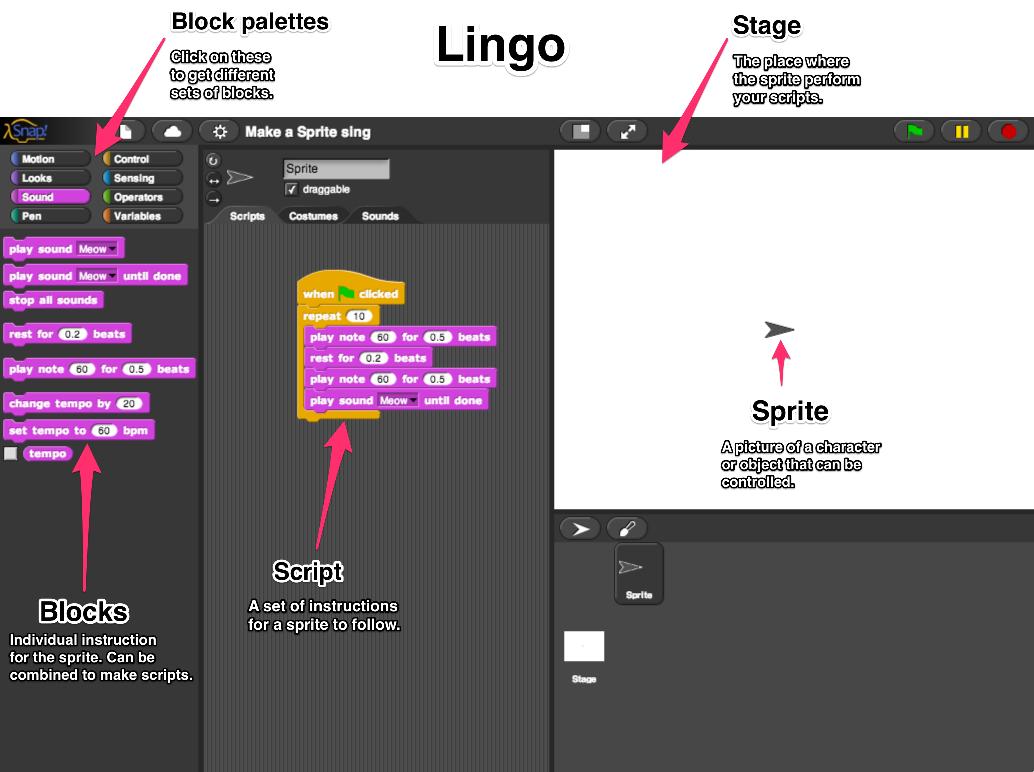 Block palettes
Click on these
to get different
sets of blocks.
Lingo
Stage
The place where
the sprite perform
your scripts.
Snap!
Make a Sprite sing
Motion
Control
Looks
Sensing
Sound
Operators
Pen
Variables
Sprite
draggable
Scripts
Costumes
Sounds
play sound Meow
play sound Meow until done
stop all sounds
rest for 0.2 beats
play note 60 for 0.5 beats
change tempo by 20
set tempo to 60 bpm
tempo
when clicked
repeat 10
play note 60 for 0.5 beats
rest for 0.2 beats
play note 60 for 0.5 beats
play sound Meow until done
Sprite
A picture of a character
or object that can be
controlled.
Script
A set of instructions
for a sprite to follow.
Blocks
Individual instruction
for the sprite. Can be
combined to make scripts.
Sprite
Stage